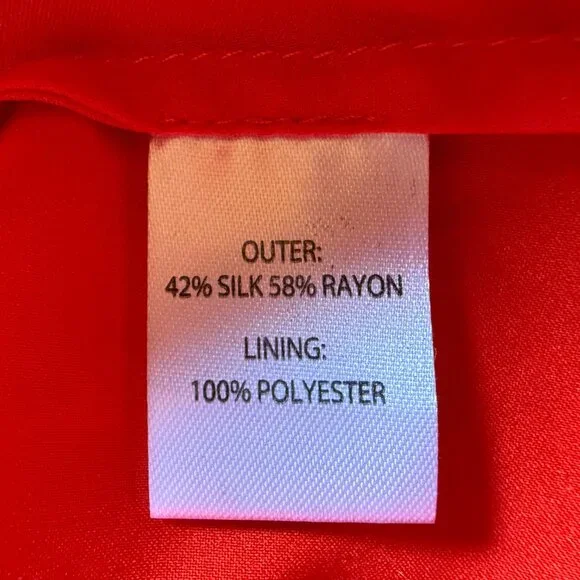 OUTER:
42% SILK 58% RAYON
LINING:
100% POLYESTER